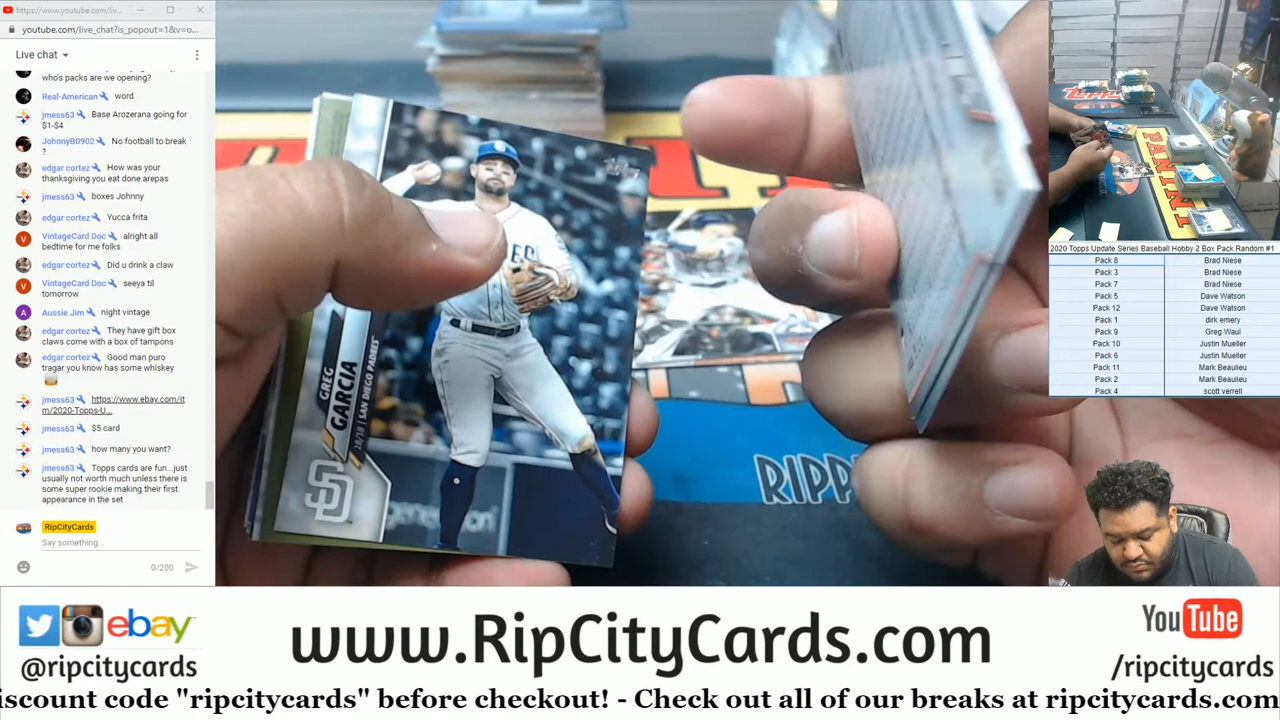 https://www.youtube.com/liv...
youtube.com/live_chat?is_popout=1&v=o...
Live chat
who's packs are we opening?
Real-American word
jmess63 Base Arozerana going for
$1-$4
JohnnyB0902 No football to break
?
edgar cortez How was your
thanksgiving you eat done arepas
jmess63 boxes Johnny
edgar cortez Yucca frita
VintageCard Doc alright all
bedtime for me folks
edgar cortez Did u drink a claw
VintageCard Doc seeya til
tomorrow
Aussie Jim night vintage
edgar cortez They have gift box
claws come with a box of tampons
edgar cortez Good man puro
tragar you know has some whiskey
jmess63 https://www.ebay.com/it
m/2020-Topps-U...
jmess63 $5 card
jmess63 how many you want?
jmess63 Topps cards are fun...just
usually not worth much unless there is
some super rookie making their first
appearance in the set
RipCityCards
Say something...
0/200
GREG
GARCIA
2B/1B | SAN DIEGO PADRES
SD
RIPP
Topps
PANINI
2020 Topps Update Series Baseball Hobby 2 Box Pack Random #1
Pack 8 Brad Niese
Pack 3 Brad Niese
Pack 7 Brad Niese
Pack 5 Dave Watson
Pack 12 Dave Watson
Pack 1 dirk emery
Pack 9 Greg Waul
Pack 10 Justin Mueller
Pack 6 Justin Mueller
Pack 11 Mark Beaulieu
Pack 2 Mark Beaulieu
Pack 4 scott verrell
ebay
@ripcitycards
www.RipCityCards.com
YouTube
/ripcitycards
iscount code "ripcitycards" before checkout! - Check out all of our breaks at ripcitycards.com